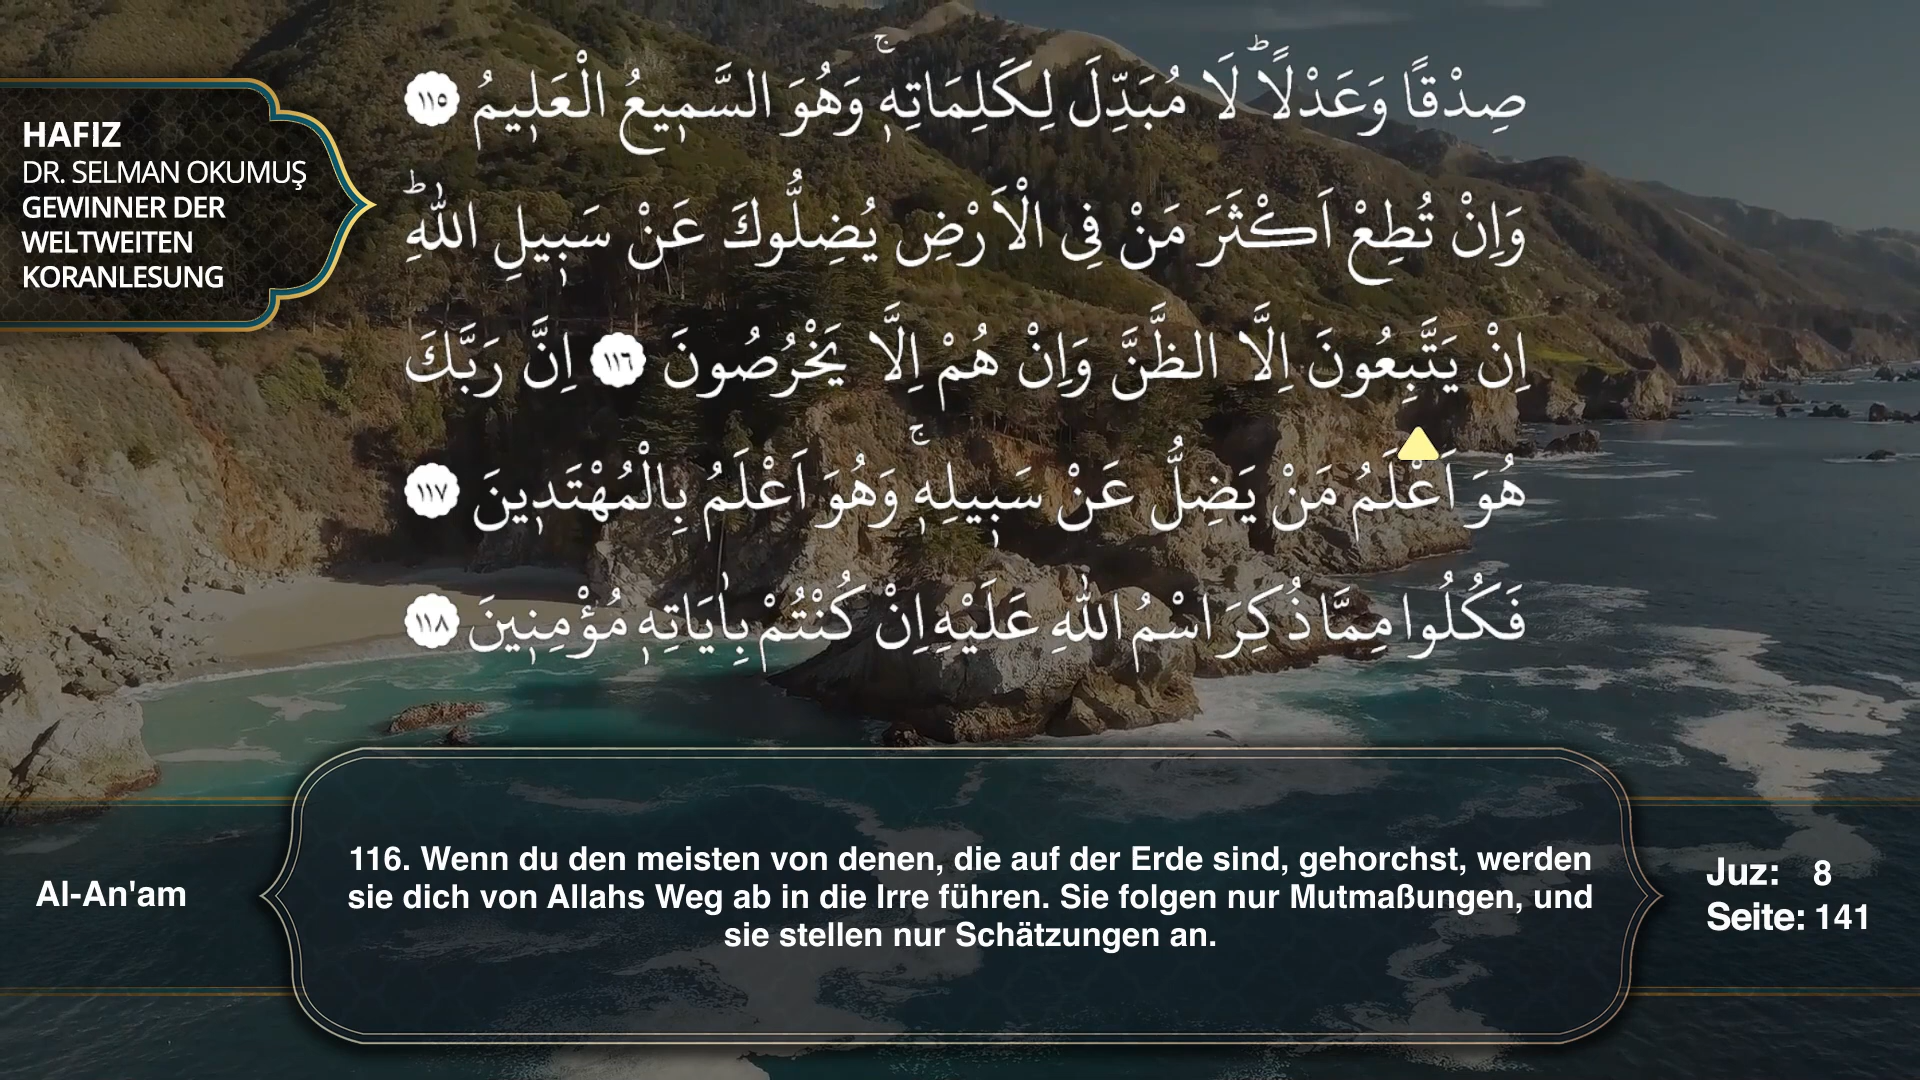 صِدْقًا وَعَدْلًاۜ لَا مُبَدِّلَ لِكَلِمَاتِه۪ۚ وَهُوَ السَّم۪يعُ الْعَل۪يمُ ١١٥
وَاِنْ تُطِعْ اَكْثَرَ مَنْ فِى الْاَرْضِ يُضِلُّوكَ عَنْ سَب۪يلِ اللّٰهِۜ
اِنْ يَتَّبِعُونَ اِلَّا الظَّنَّ وَاِنْ هُمْ اِلَّا يَخْرُصُونَ ١١٦ اِنَّ رَبَّكَ
هُوَ اَعْلَمُ مَنْ يَضِلُّ عَنْ سَب۪يلِه۪ۚ وَهُوَ اَعْلَمُ بِالْمُهْتَد۪ينَ ١١٧
فَكُلُوا مِمَّا ذُكِرَ اسْمُ اللّٰهِ عَلَيْهِ اِنْ كُنْتُمْ بِاٰيَاتِه۪ مُؤْمِن۪ينَ ١١٨
HAFIZ
DR. SELMAN OKUMUŞ
GEWINNER DER
WELTWEITEN
KORANLESUNG
116. Wenn du den meisten von denen, die auf der Erde sind, gehorchst, werden
sie dich von Allahs Weg ab in die Irre führen. Sie folgen nur Mutmaßungen, und
sie stellen nur Schätzungen an.
Al-An'am
Juz: 8
Seite: 141